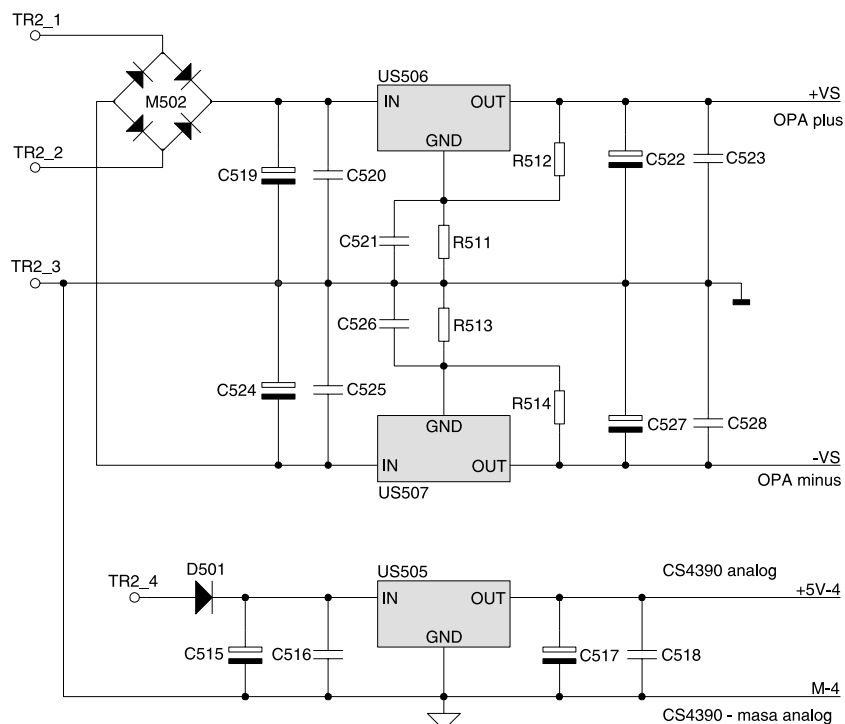 TR2_1
US506
M502
IN
OUT
GND
+VS
OPA plus
TR2_2
C519
C520
R512
C522
C523
C521
R511
TR2_3
C526
R513
C524
C525
R514
C527
C528
GND
IN
OUT
US507
-VS
OPA minus
D501
TR2_4
US505
IN
OUT
GND
CS4390 analog
+5V-4
C515
C516
C517
C518
M-4
CS4390 - masa analog